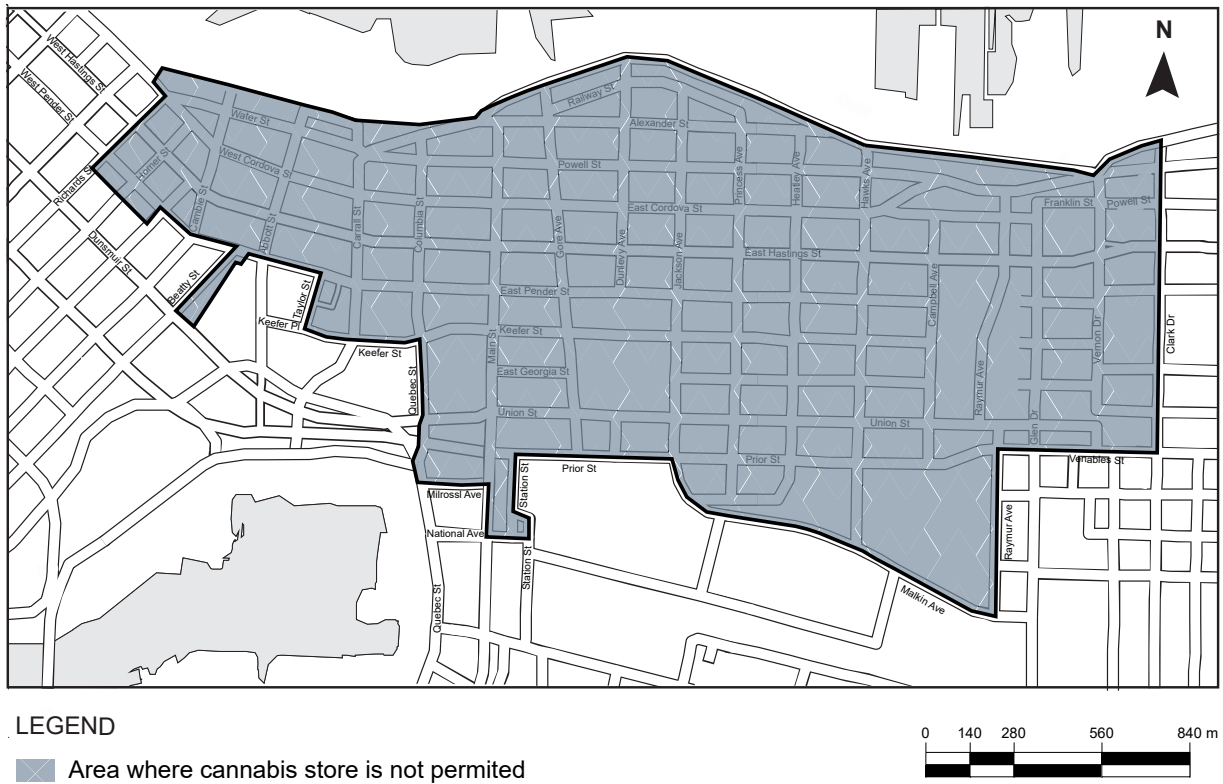 N
West Hastings St
West Pender St
Railway St
Water St
Alexander St
Homer St
West Cordova St
Powell St
Princess Ave
Heatley Ave
Hawks Ave
Richards St
Cambie St
Abbott St
Carrall St
Columbia St
East Cordova St
Franklin St
Powell St
Dunsmuir St
Gore Ave
Dunlevy Ave
Jackson Ave
East Hastings St
Beatty St
Taylor St
East Pender St
Campbell Ave
Keefer Pl
Keefer St
Keefer St
Main St
Vernon Dr
Clark Dr
Quebec St
East Georgia St
Raymur Ave
Union St
Union St
Glen Dr
Prior St
Prior St
Venables St
Station St
Milrossl Ave
National Ave
Raymur Ave
Station St
Quebec St
Malkin Ave
LEGEND
Area where cannabis store is not permitted
0 140 280 560 840 m